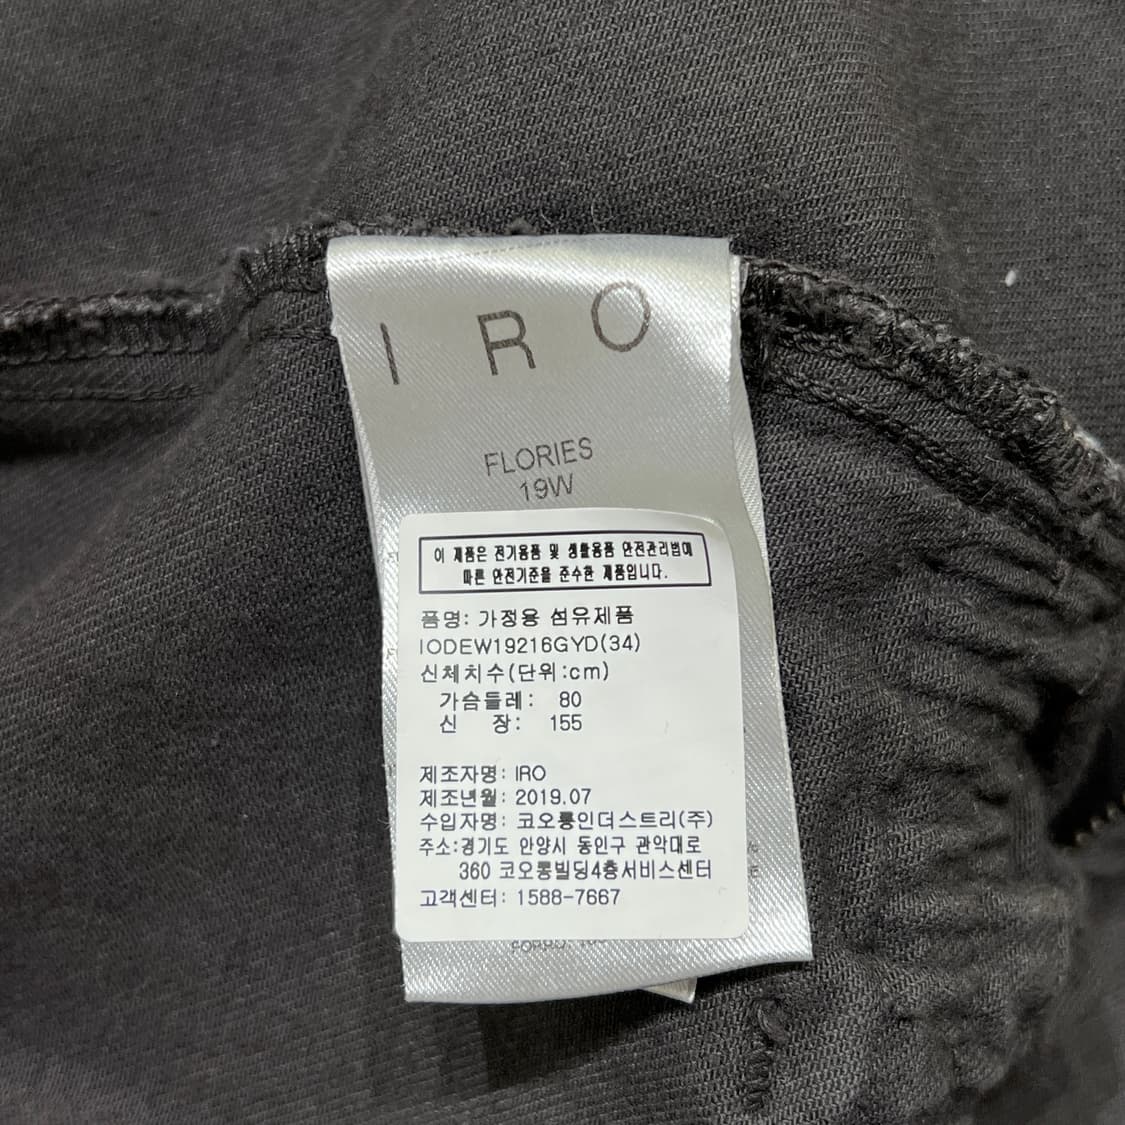 I R O
FLORIES
19W
이 제품은 전기용품 및 생활용품 안전관리법에
따른 안전기준을 준수한 제품입니다.
품명: 가정용 섬유제품
IODEW19216GYD(34)
신체치수(단위:cm)
가슴둘레: 80
신 장: 155
제조자명: IRO
제조년월: 2019.07
수입자명: 코오롱인더스트리(주)
주소:경기도 안양시 동안구 관악대로
360 코오롱빌딩4층서비스센터
고객센터: 1588-7667